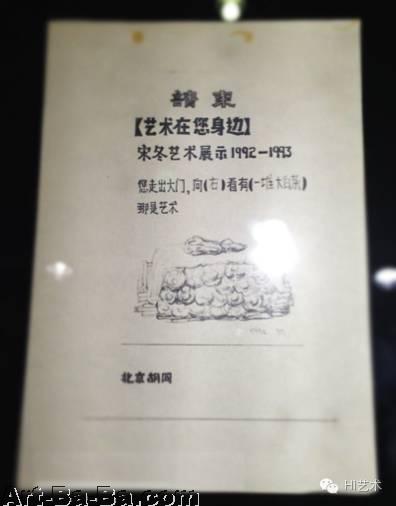 請柬
【艺术在您身边】
宋冬艺术展示1992-1993
您走出大门,向(右)看有(一堆大白菜)
那是艺术
1992
北京胡同
HI艺术
Art-Ba-Ba.com